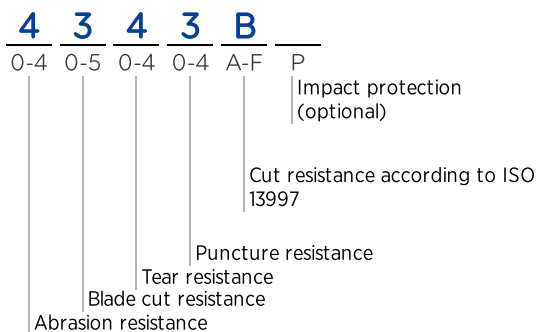 4 3 4 3 B
0-4 0-5 0-4 0-4 A-F P
Impact protection
(optional)
Cut resistance according to ISO
13997
Puncture resistance
Tear resistance
Blade cut resistance
Abrasion resistance